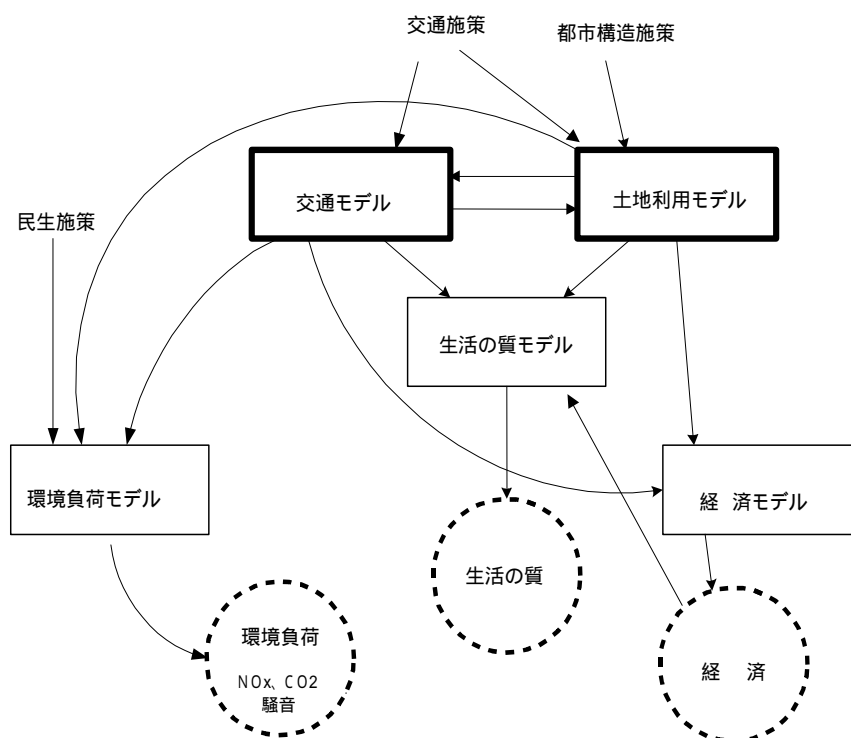 交通施策
都市構造施策
民生施策
交通モデル
土地利用モデル
生活の質モデル
環境負荷モデル
経 済モデル
生活の質
環境負荷
NOx、CO2
騒音
経 済